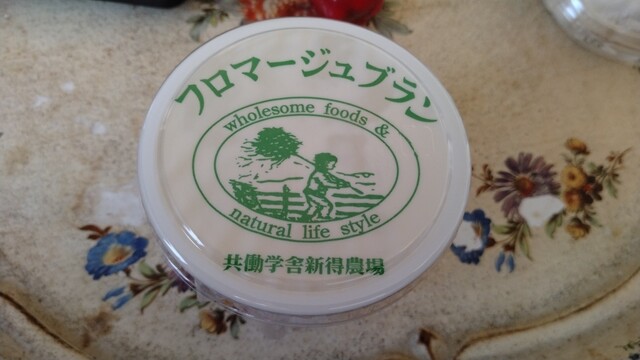 フロマージュブラン
wholesome foods &
natural life style
共働学舎新得農場